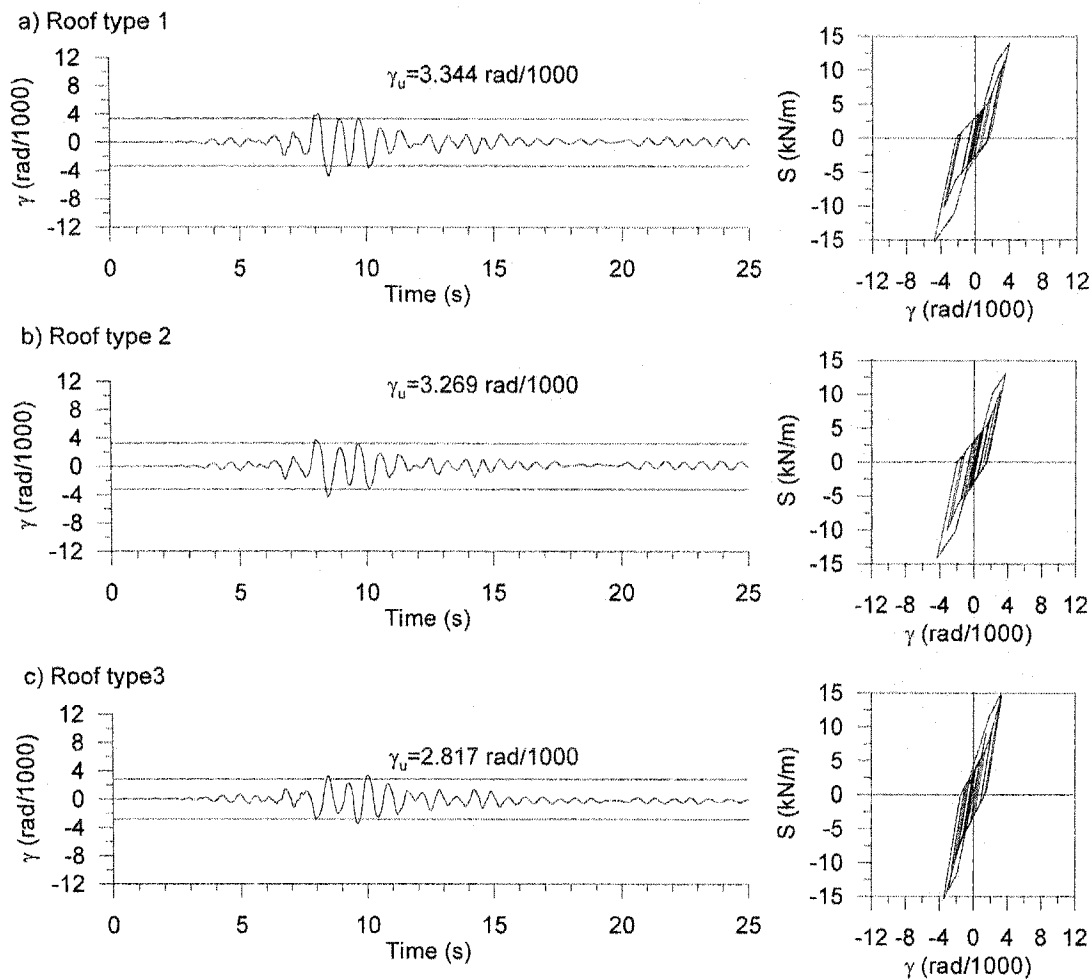 a) Roof type 1
γ (rad/1000)
12
8
4
0
-4
-8
-12
γu=3.344 rad/1000
0 5 10 15 20 25
Time (s)
S (kN/m)
15
10
5
0
-5
-10
-15
-12 -8 -4 0 4 8 12
γ (rad/1000)
b) Roof type 2
γ (rad/1000)
12
8
4
0
-4
-8
-12
γu=3.269 rad/1000
0 5 10 15 20 25
Time (s)
S (kN/m)
15
10
5
0
-5
-10
-15
-12 -8 -4 0 4 8 12
γ (rad/1000)
c) Roof type3
γ (rad/1000)
12
8
4
0
-4
-8
-12
γu=2.817 rad/1000
0 5 10 15 20 25
Time (s)
S (kN/m)
15
10
5
0
-5
-10
-15
-12 -8 -4 0 4 8 12
γ (rad/1000)